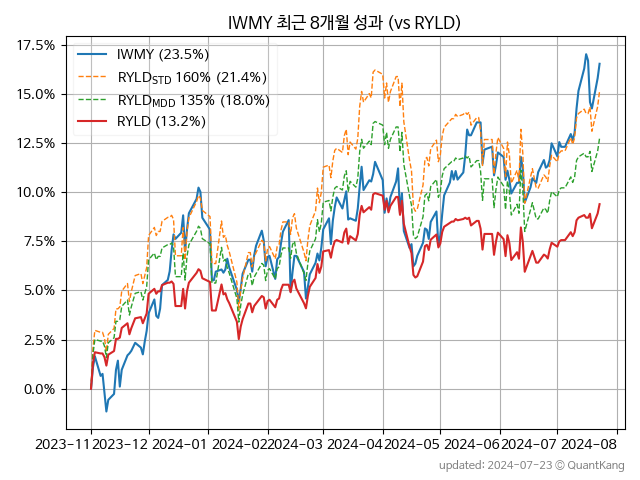 IWMY 최근 8개월 성과 (vs RYLD)
IWMY (23.5%)
RYLD_STD 160% (21.4%)
RYLD_MDD 135% (18.0%)
RYLD (13.2%)
17.5%
15.0%
12.5%
10.0%
7.5%
5.0%
2.5%
0.0%
2023-11 2023-12 2024-01 2024-02 2024-03 2024-04 2024-05 2024-06 2024-07 2024-08
updated: 2024-07-23 © QuantKang